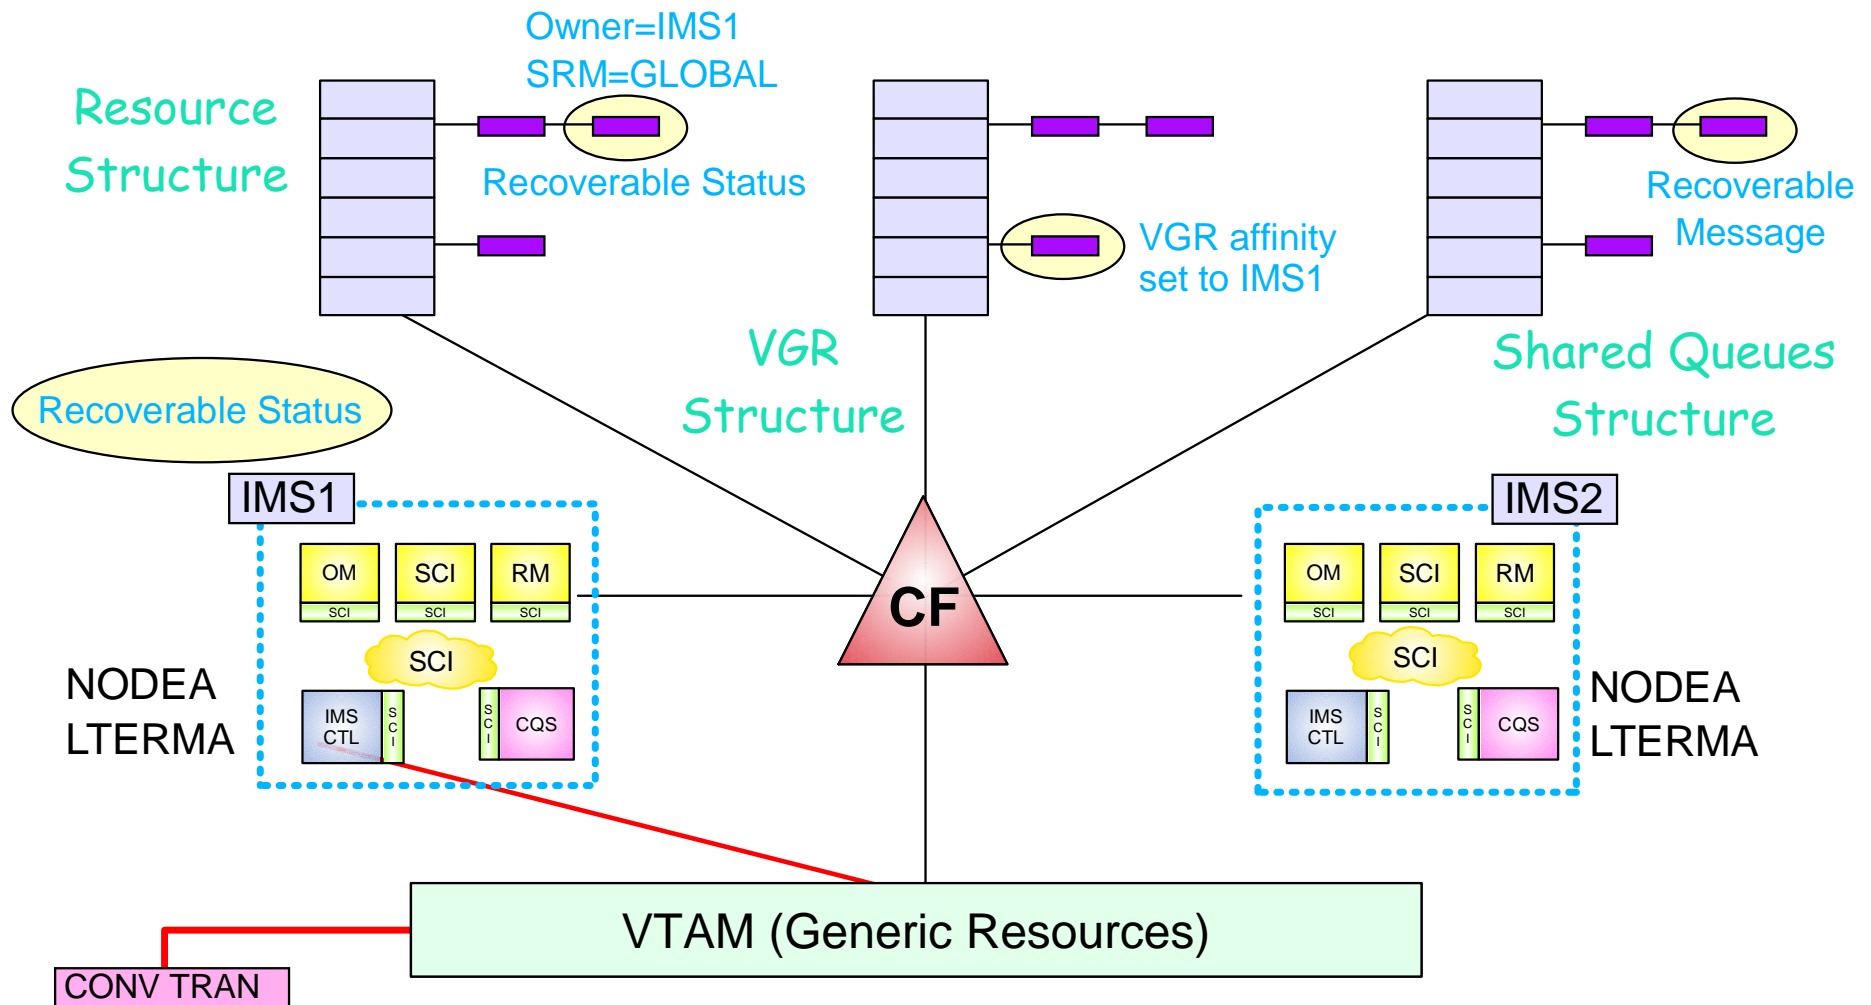 Owner=IMS1
SRM=GLOBAL
Resource
Structure
Recoverable Status
VGR affinity
set to IMS1
Recoverable
Message
VGR
Structure
Shared Queues
Structure
Recoverable Status
IMS1
OM
SCI
SCI
SCI
RM
SCI
SCI
IMS
CTL
SCI
SCI
CQS
NODEA
LTERMA
CF
IMS2
OM
SCI
SCI
SCI
RM
SCI
SCI
IMS
CTL
SCI
SCI
CQS
NODEA
LTERMA
VTAM (Generic Resources)
CONV TRAN